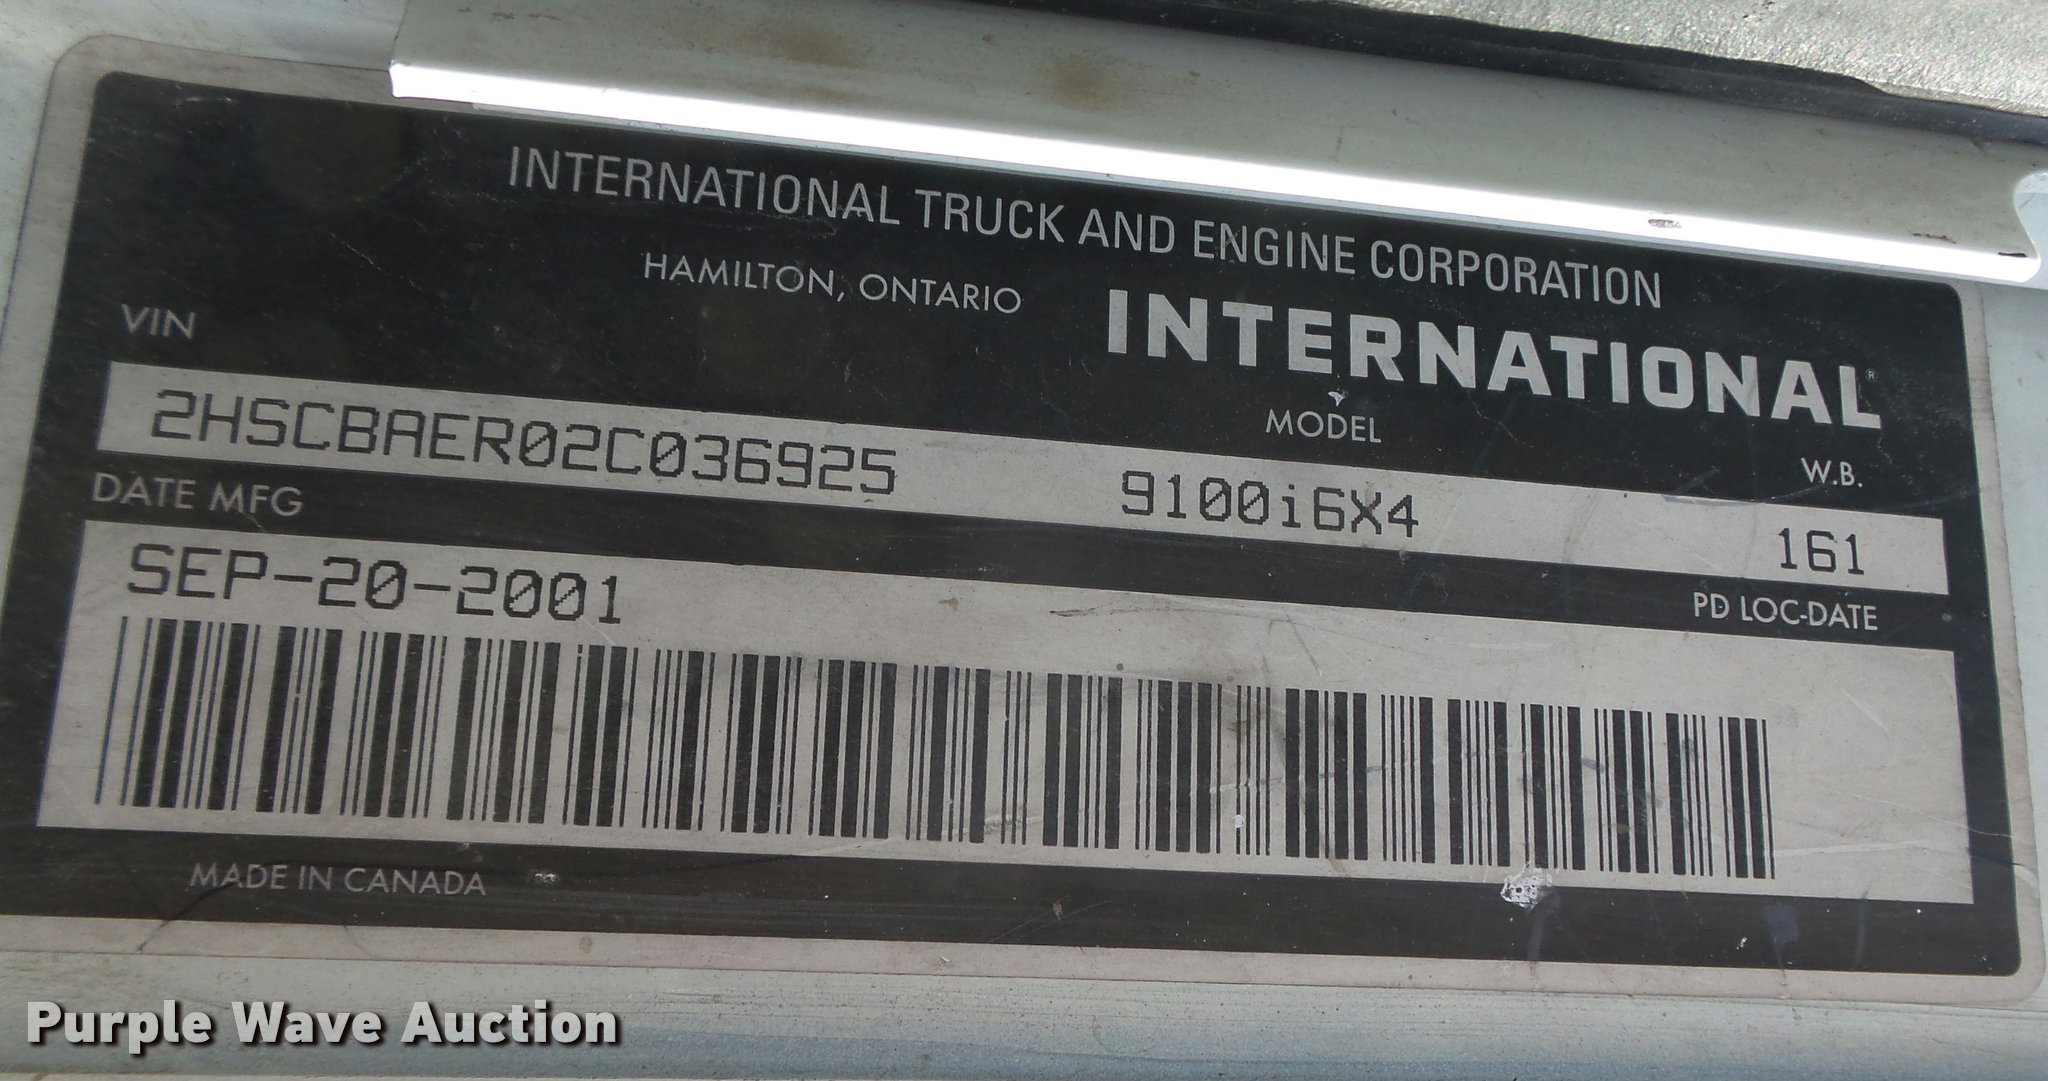 INTERNATIONAL TRUCK AND ENGINE CORPORATION
HAMILTON, ONTARIO
INTERNATIONAL®
VIN
MODEL
W.B.
2HSCBAER02C036925
9100i6X4
161
DATE MFG
PD LOC-DATE
SEP-20-2001
MADE IN CANADA
Purple Wave Auction